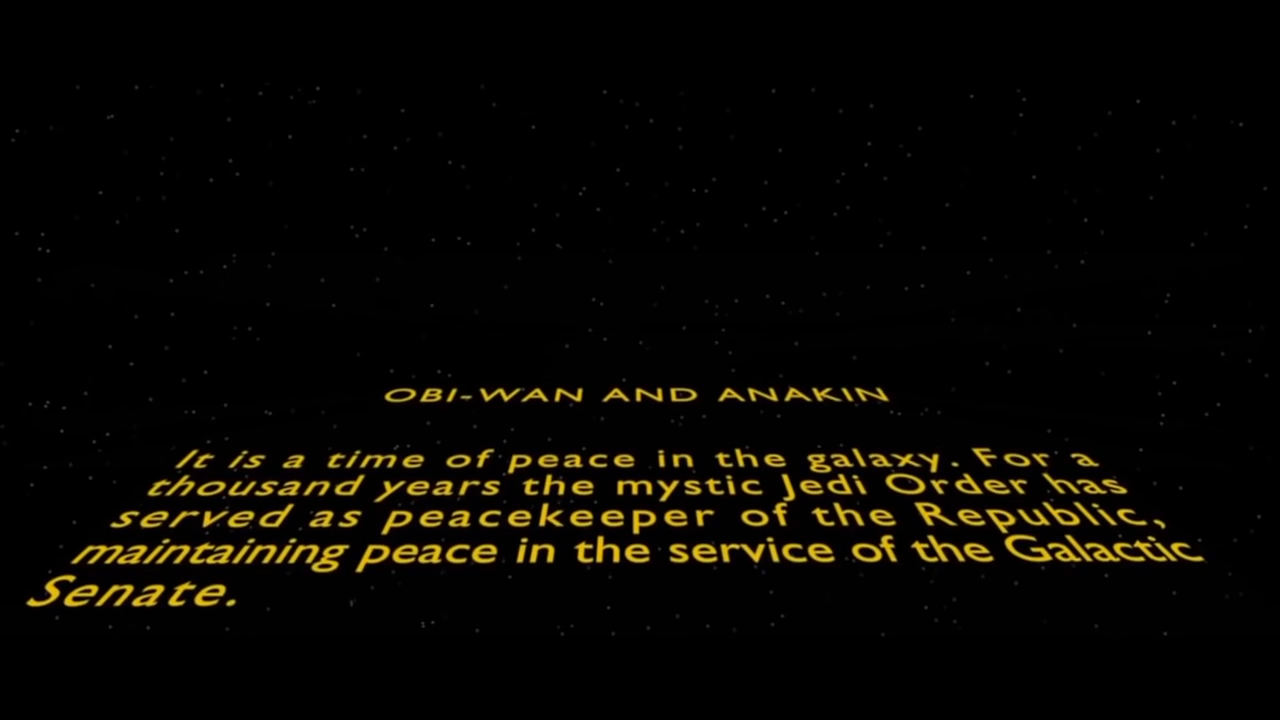 OBI-WAN AND ANAKIN
It is a time of peace in the galaxy. For a
thousand years the mystic Jedi Order has
served as peacekeeper of the Republic,
maintaining peace in the service of the Galactic
Senate.